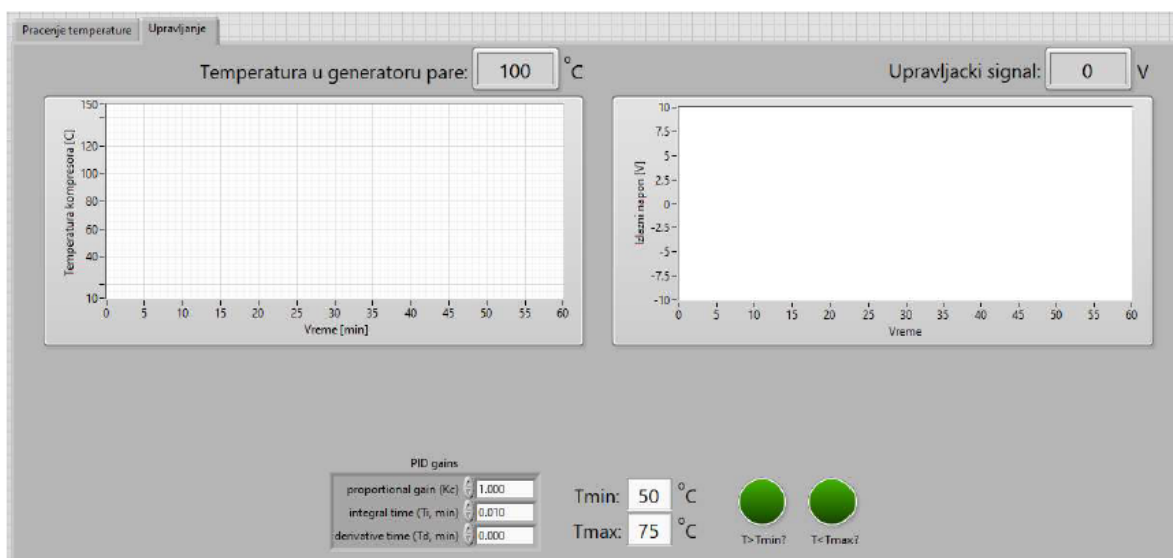 Pracenje temperature
Upravljanje
Temperatura u generatoru pare: 100 °C
Upravljacki signal: 0 V
Temperatura kompresora [C]
150
120
100
80
60
40
10
0 5 10 15 20 25 30 35 40 45 50 55 60
Vreme [min]
Izlazni napon [V]
10
7.5
5
2.5
0
-2.5
-5
-7.5
-10
0 5 10 15 20 25 30 35 40 45 50 55 60
Vreme
PID gains
proportional gain (Kc) 1.000
integral time (Ti, min) 0.010
derivative time (Td, min) 0.000
Tmin: 50 °C
Tmax: 75 °C
T>Tmin?
T<Tmax?